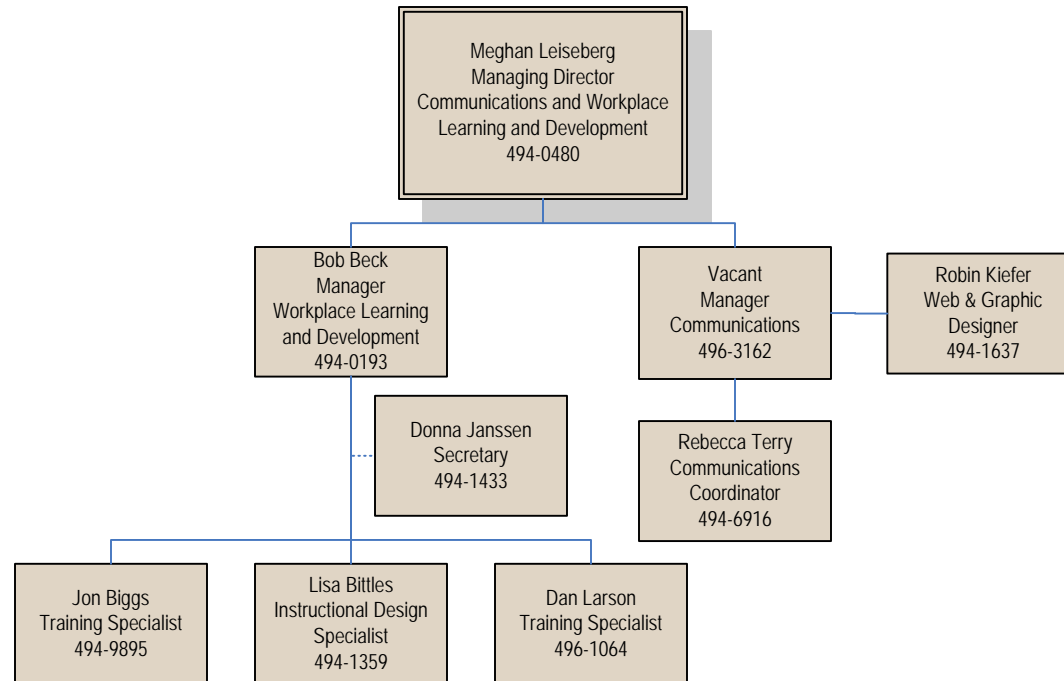 Meghan Leiseberg
Managing Director
Communications and Workplace
Learning and Development
494-0480
Bob Beck
Manager
Workplace Learning
and Development
494-0193
Vacant
Manager
Communications
496-3162
Robin Kiefer
Web & Graphic
Designer
494-1637
Donna Janssen
Secretary
494-1433
Rebecca Terry
Communications
Coordinator
494-6916
Jon Biggs
Training Specialist
494-9895
Lisa Bittles
Instructional Design
Specialist
494-1359
Dan Larson
Training Specialist
496-1064